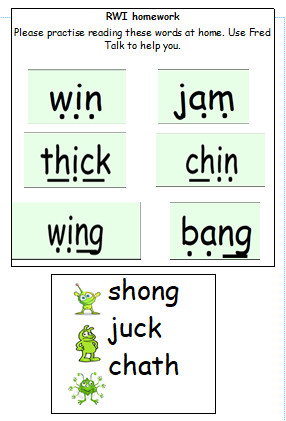 RWI homework
Please practise reading these words at home. Use Fred
Talk to help you.
win jam
thick chin
wing bang
shong
juck
chath